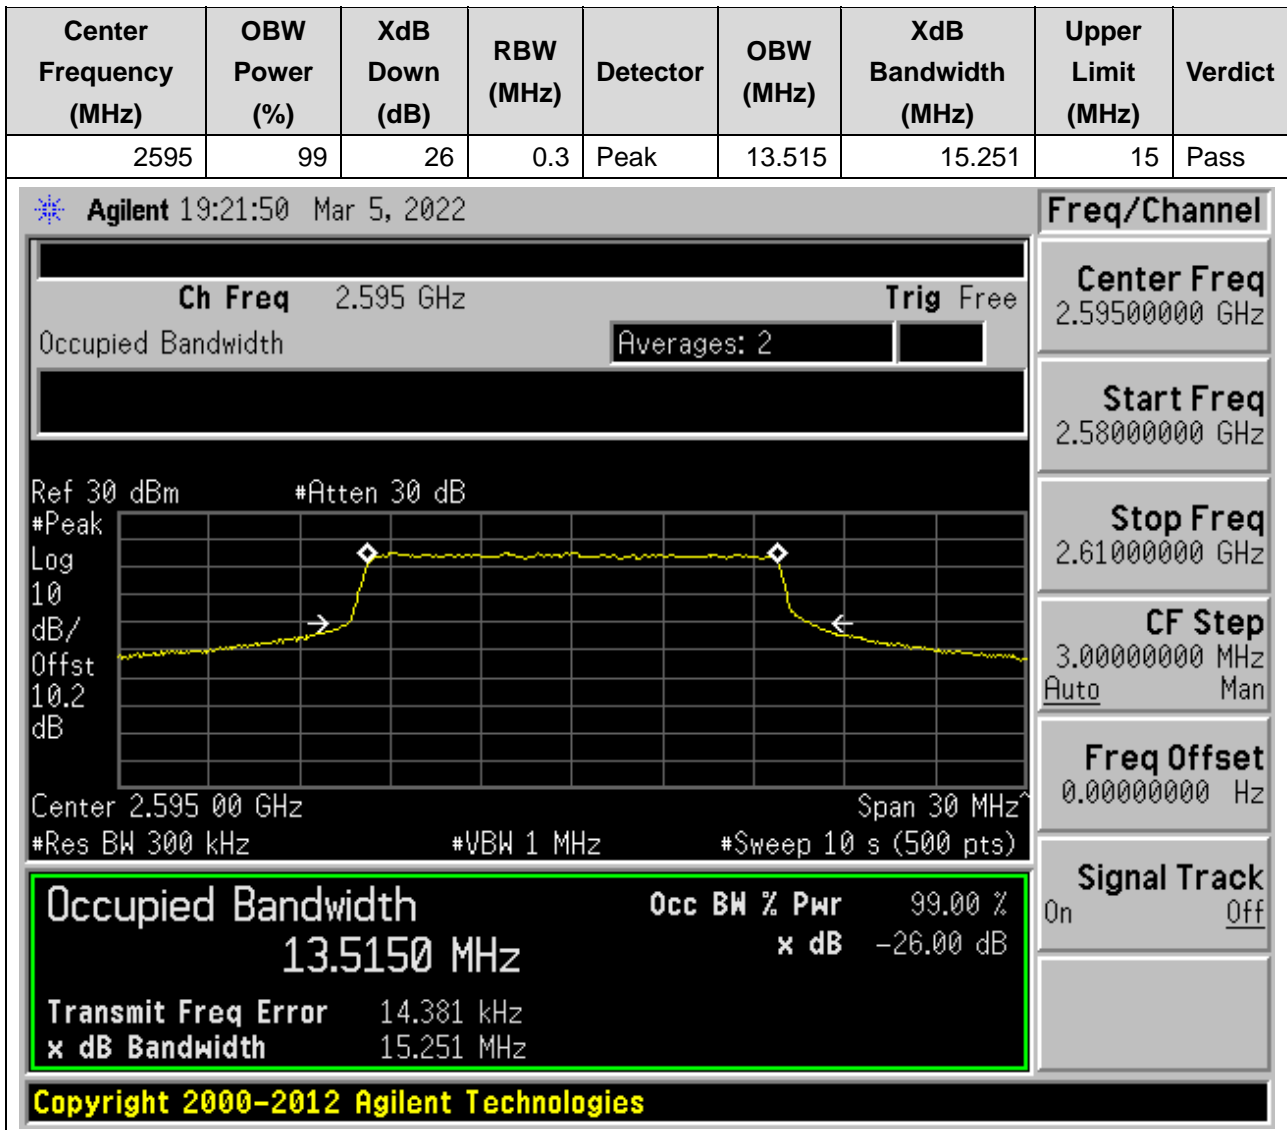 Center Frequency (MHz) OBW Power (%) XdB Down (dB) RBW (MHz) Detector OBW (MHz) XdB Bandwidth (MHz) Upper Limit (MHz) Verdict
2595 99 26 0.3 Peak 13.515 15.251 15 Pass
Agilent 19:21:50 Mar 5, 2022
Freq/Channel
Ch Freq 2.595 GHz Trig Free
Occupied Bandwidth Averages: 2
Center Freq
2.59500000 GHz
Start Freq
2.58000000 GHz
Stop Freq
2.61000000 GHz
CF Step
3.00000000 MHz
Auto Man
Freq Offset
0.00000000 Hz
Signal Track
On Off
Ref 30 dBm #Atten 30 dB
#Peak
Log
10
dB/
Offst
10.2
dB
Center 2.595 00 GHz Span 30 MHz^
#Res BW 300 kHz #VBW 1 MHz #Sweep 10 s (500 pts)
Occupied Bandwidth
13.5150 MHz
Occ BW % Pwr 99.00 %
x dB -26.00 dB
Transmit Freq Error 14.381 kHz
x dB Bandwidth 15.251 MHz
Copyright 2000-2012 Agilent Technologies